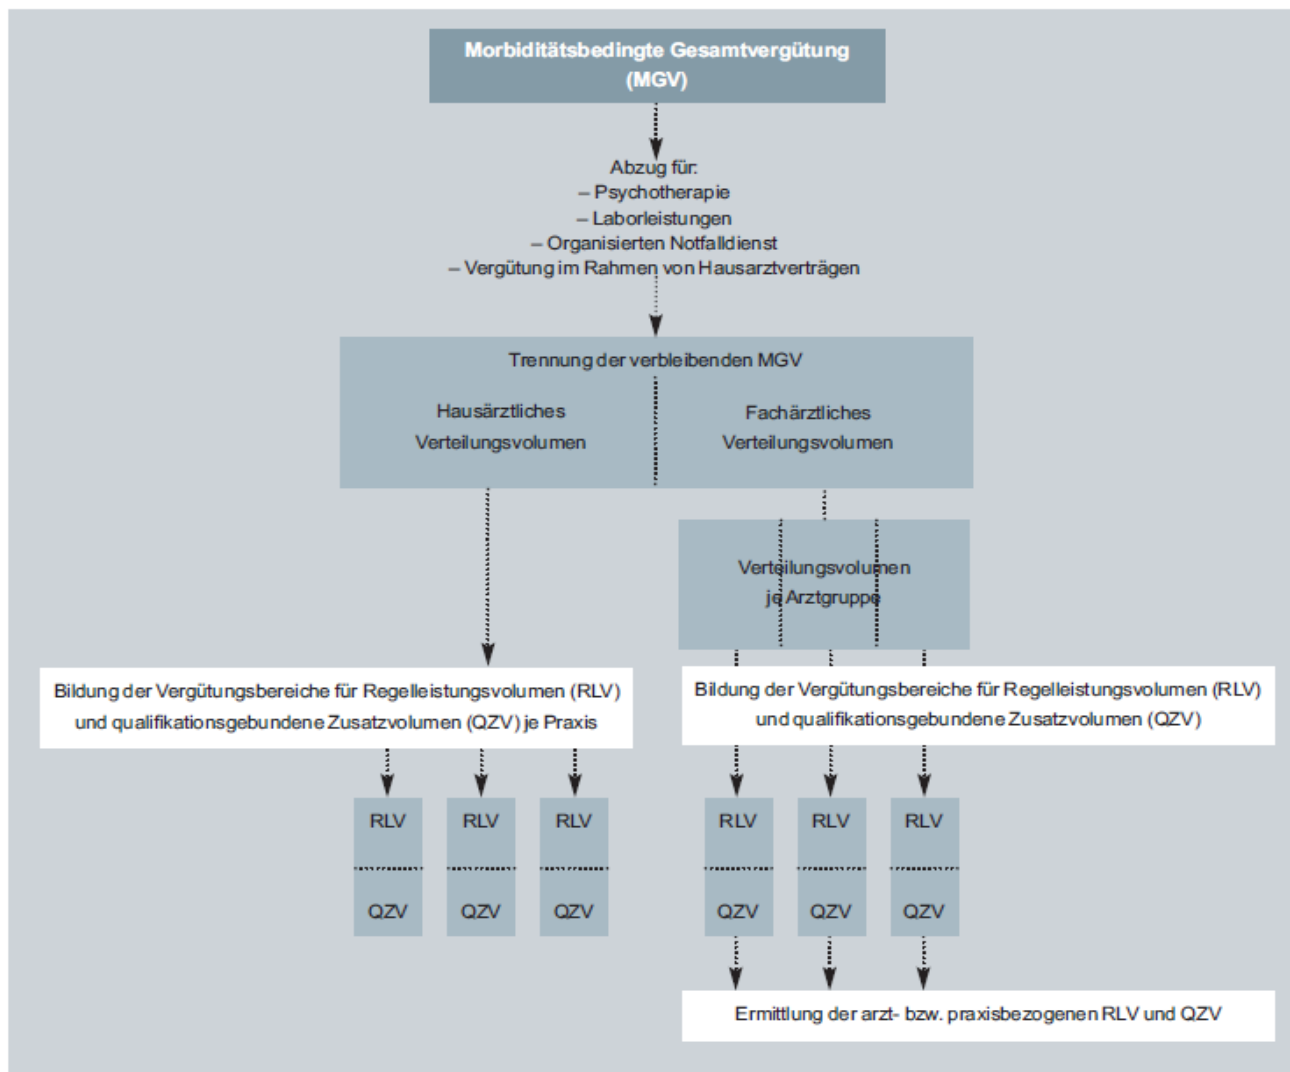 Morbiditätsbedingte Gesamtvergütung
(MGV)
Abzug für:
– Psychotherapie
– Laborleistungen
– Organisierten Notfalldienst
– Vergütung im Rahmen von Hausarztverträgen
Trennung der verbleibenden MGV
Hausärztliches
Verteilungsvolumen
Fachärztliches
Verteilungsvolumen
Verteilungsvolumen
je Arztgruppe
Bildung der Vergütungsbereiche für Regelleistungsvolumen (RLV)
und qualifikationsgebundene Zusatzvolumen (QZV) je Praxis
Bildung der Vergütungsbereiche für Regelleistungsvolumen (RLV)
und qualifikationsgebundene Zusatzvolumen (QZV)
RLV RLV RLV RLV RLV RLV
QZV QZV QZV QZV QZV QZV
Ermittlung der arzt- bzw. praxisbezogenen RLV und QZV